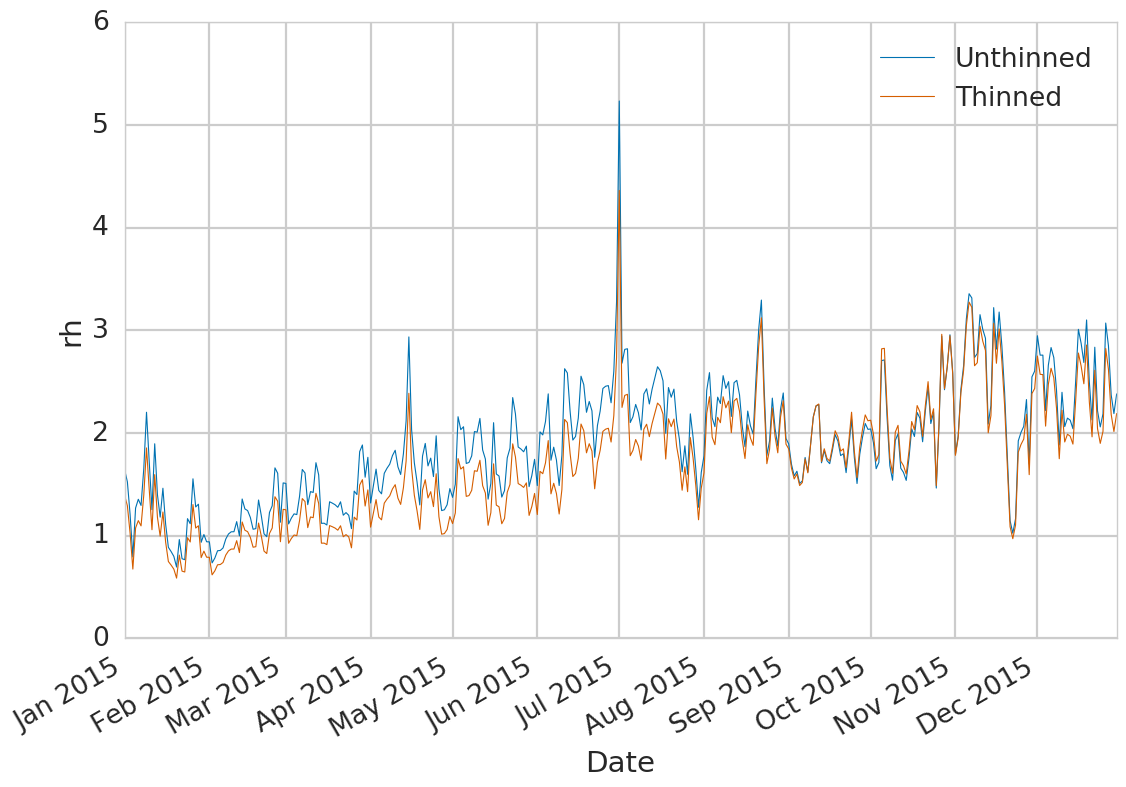 6
5
4
3
2
1
0
rh
Unthinned
Thinned
Jan 2015
Feb 2015
Mar 2015
Apr 2015
May 2015
Jun 2015
Jul 2015
Aug 2015
Sep 2015
Oct 2015
Nov 2015
Dec 2015
Date